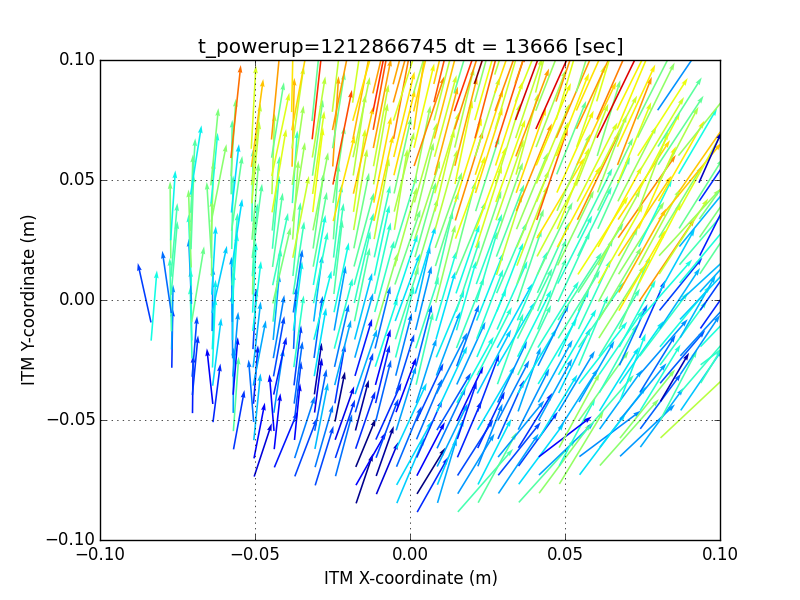 t_powerup=1212866745 dt = 13666 [sec]
0.10
0.05
0.00
−0.05
−0.10
ITM Y-coordinate (m)
−0.10 −0.05 0.00 0.05 0.10
ITM X-coordinate (m)